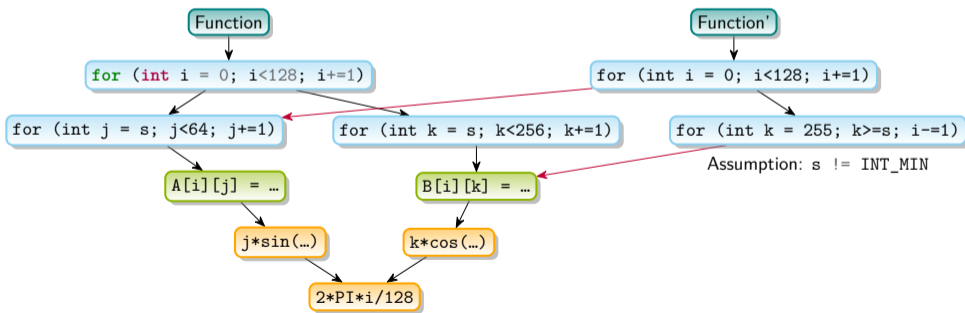 Function
Function'
for (int i = 0; i<128; i+=1)
for (int i = 0; i<128; i+=1)
for (int j = s; j<64; j+=1)
for (int k = s; k<256; k+=1)
for (int k = 255; k>=s; i-=1)
Assumption: s != INT_MIN
A[i][j] = …
B[i][k] = …
j*sin(…)
k*cos(…)
2*PI*i/128